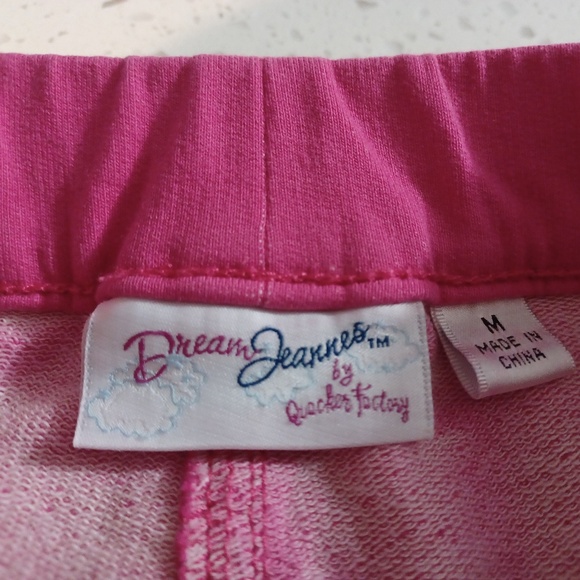 Dream Jeannes™
by
Quacker Factory
M
MADE IN
CHINA